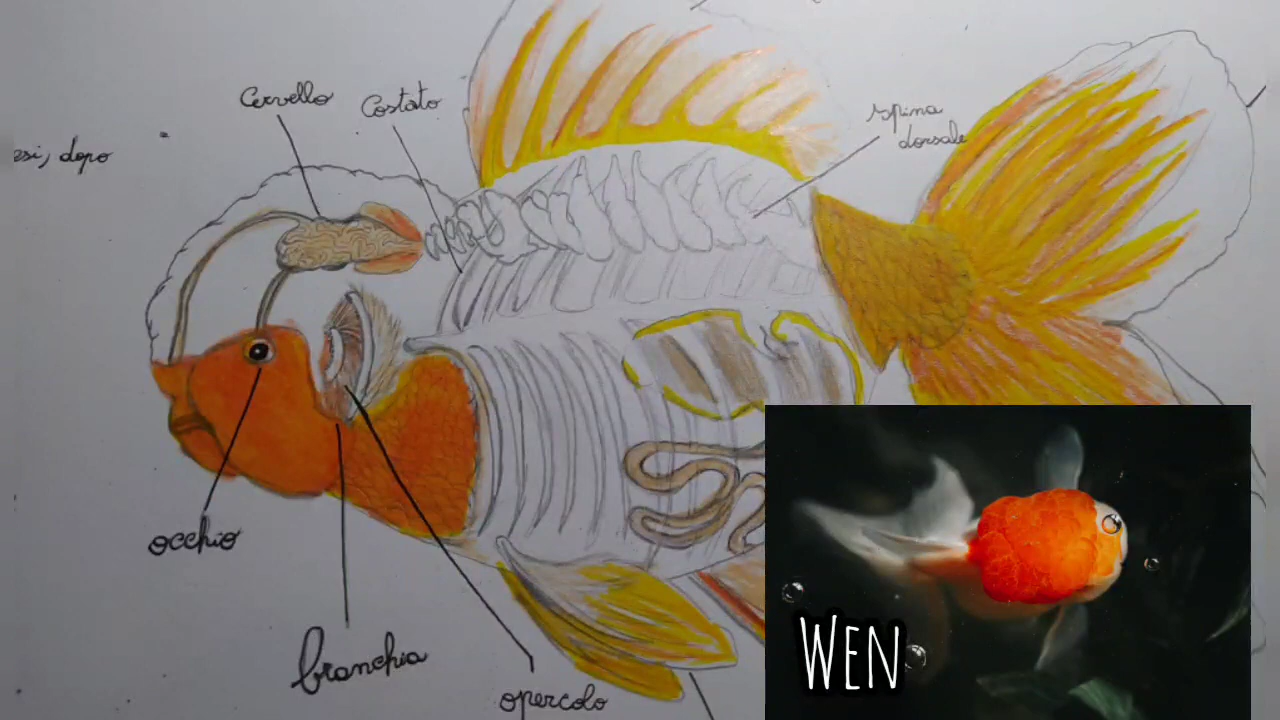 Cervello
Costato
spina
dorsale
esi, dopo
occhio
branchia
opercolo
WEN